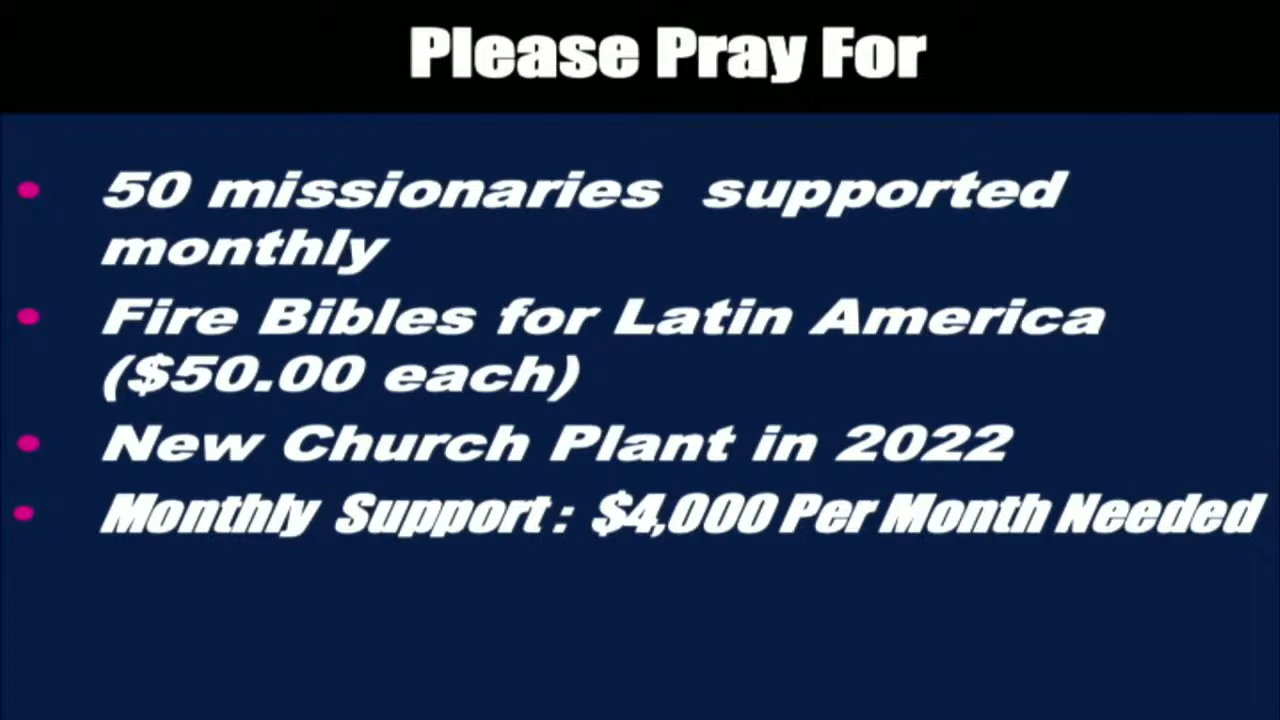 Please Pray For
• 50 missionaries supported
monthly
• Fire Bibles for Latin America
($50.00 each)
• New Church Plant in 2022
• Monthly Support : $4,000 Per Month Needed